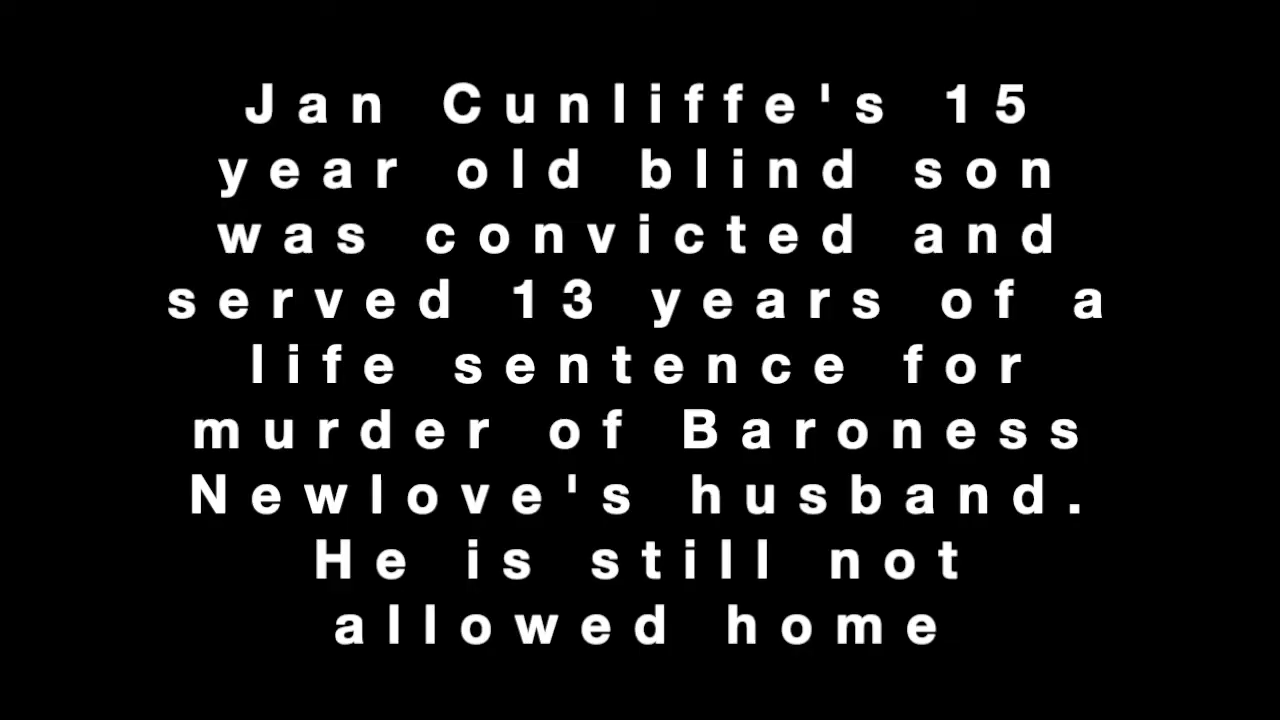 Jan Cunliffe's 15
year old blind son
was convicted and
served 13 years of a
life sentence for
murder of Baroness
Newlove's husband.
He is still not
allowed home